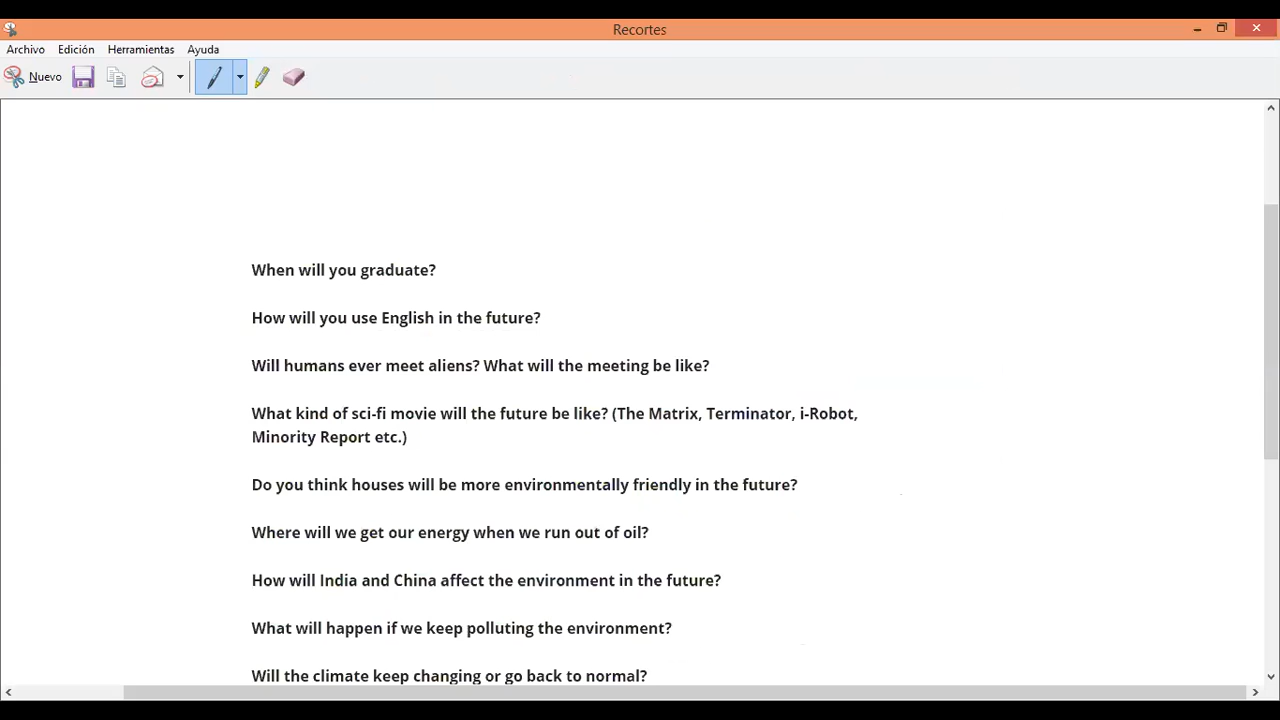 Recortes
Archivo Edición Herramientas Ayuda
Nuevo
When will you graduate?
How will you use English in the future?
Will humans ever meet aliens? What will the meeting be like?
What kind of sci-fi movie will the future be like? (The Matrix, Terminator, i-Robot,
Minority Report etc.)
Do you think houses will be more environmentally friendly in the future?
Where will we get our energy when we run out of oil?
How will India and China affect the environment in the future?
What will happen if we keep polluting the environment?
Will the climate keep changing or go back to normal?